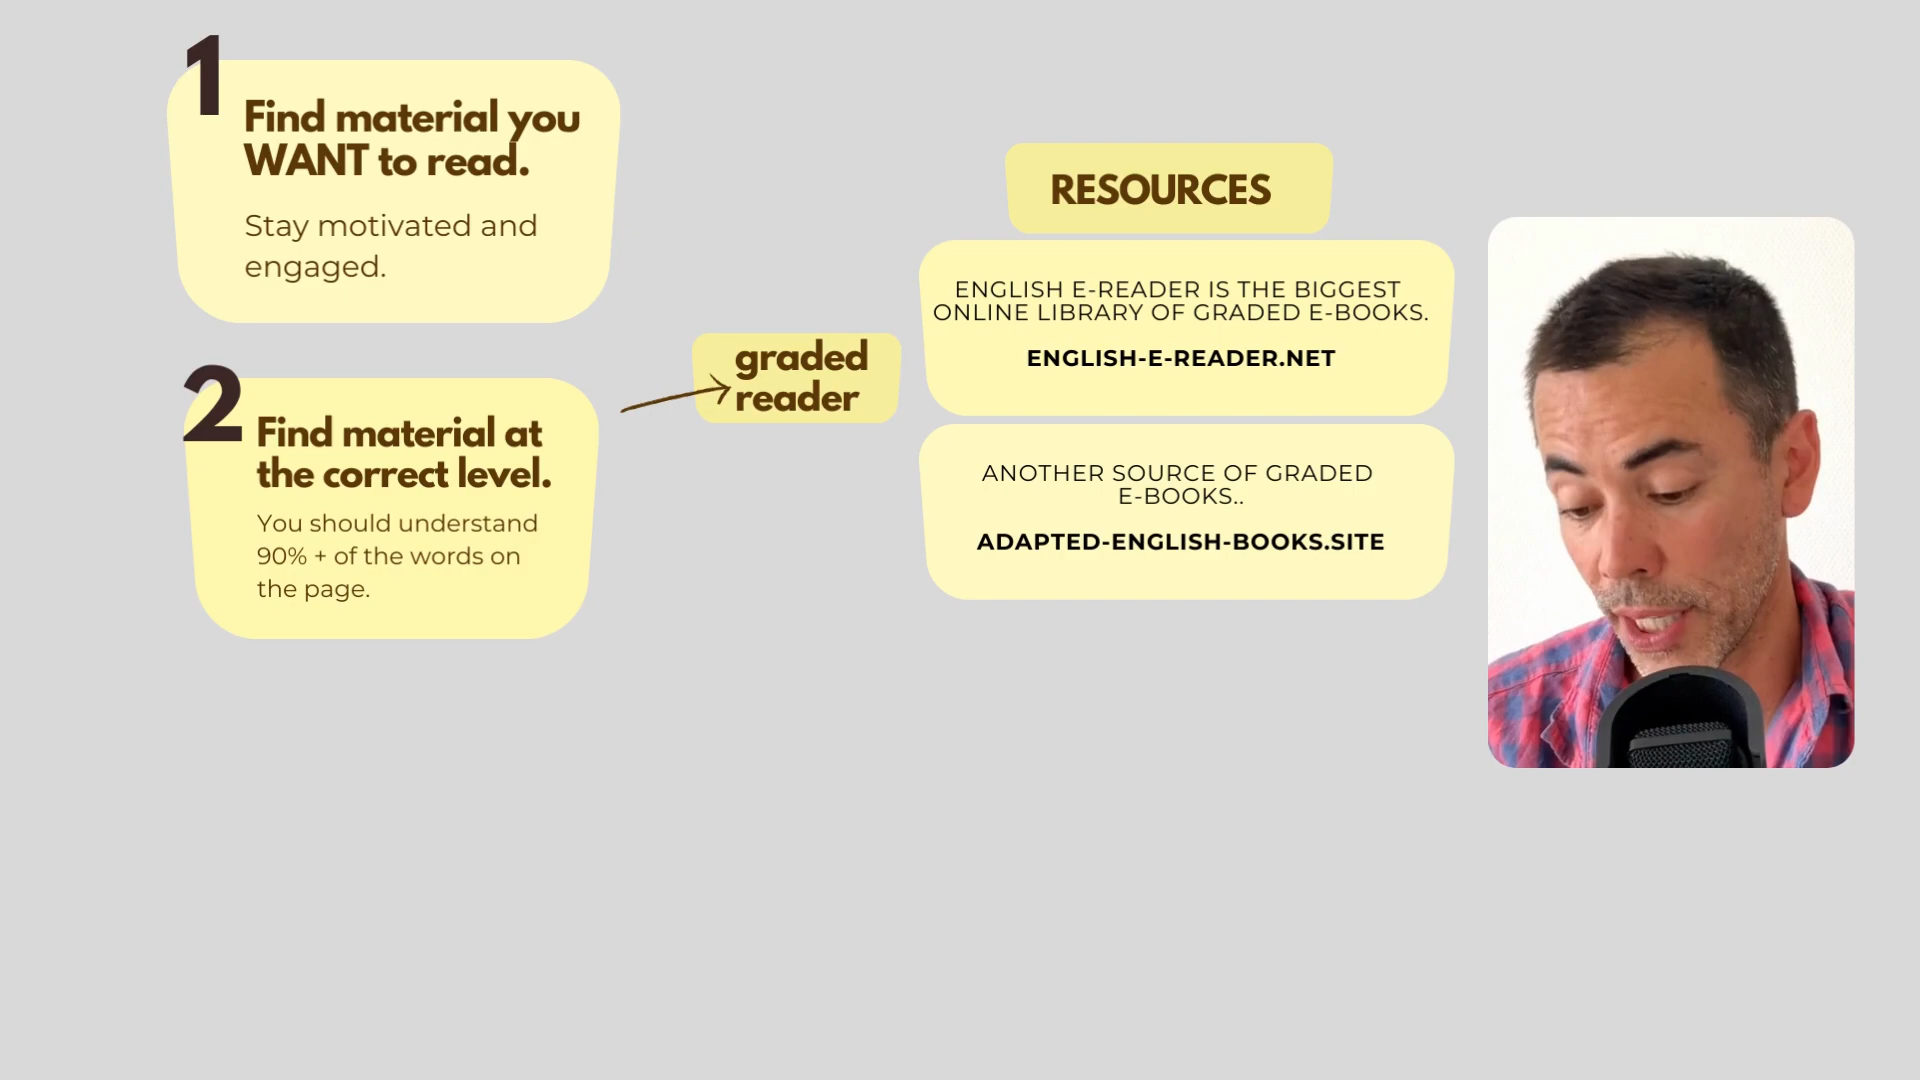 1
Find material you
WANT to read.
Stay motivated and
engaged.
2
Find material at
the correct level.
You should understand
90% + of the words on
the page.
graded
reader
RESOURCES
ENGLISH E-READER IS THE BIGGEST
ONLINE LIBRARY OF GRADED E-BOOKS.
ENGLISH-E-READER.NET
ANOTHER SOURCE OF GRADED
E-BOOKS..
ADAPTED-ENGLISH-BOOKS.SITE